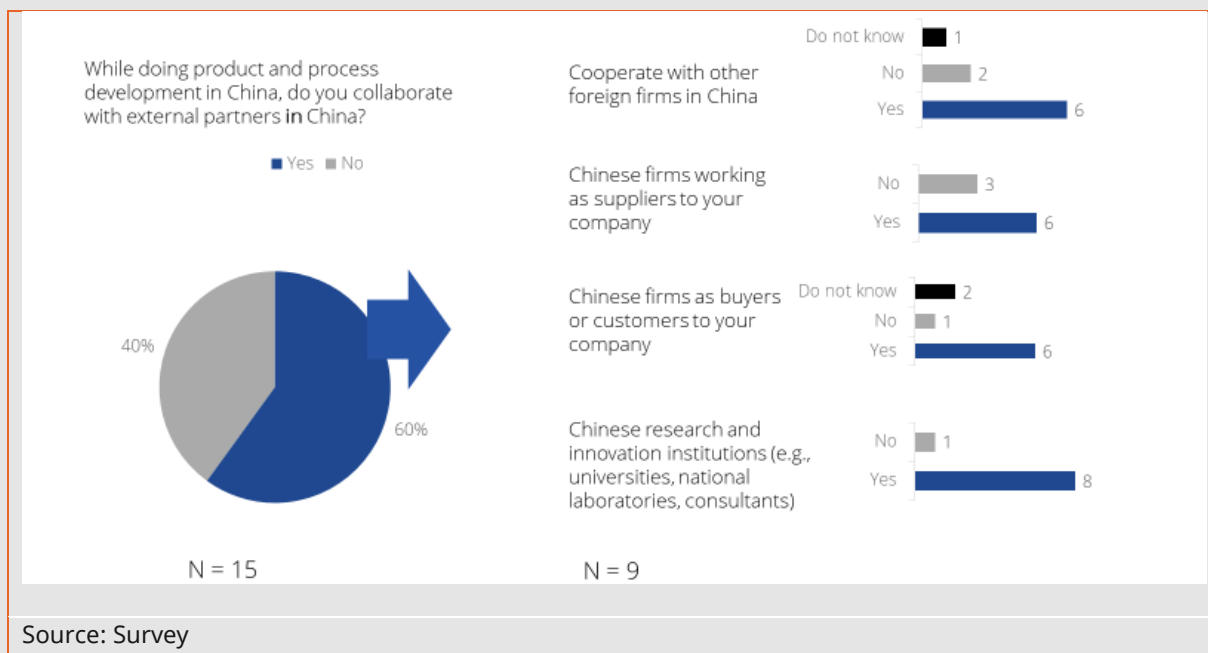 While doing product and process
development in China, do you collaborate
with external partners in China?
Yes No
40%
60%
N = 15
Cooperate with other
foreign firms in China
Do not know 1
No 2
Yes 6
Chinese firms working
as suppliers to your
company
No 3
Yes 6
Chinese firms as buyers
or customers to your
company
Do not know 2
No 1
Yes 6
Chinese research and
innovation institutions (e.g.,
universities, national
laboratories, consultants)
No 1
Yes 8
N = 9
Source: Survey